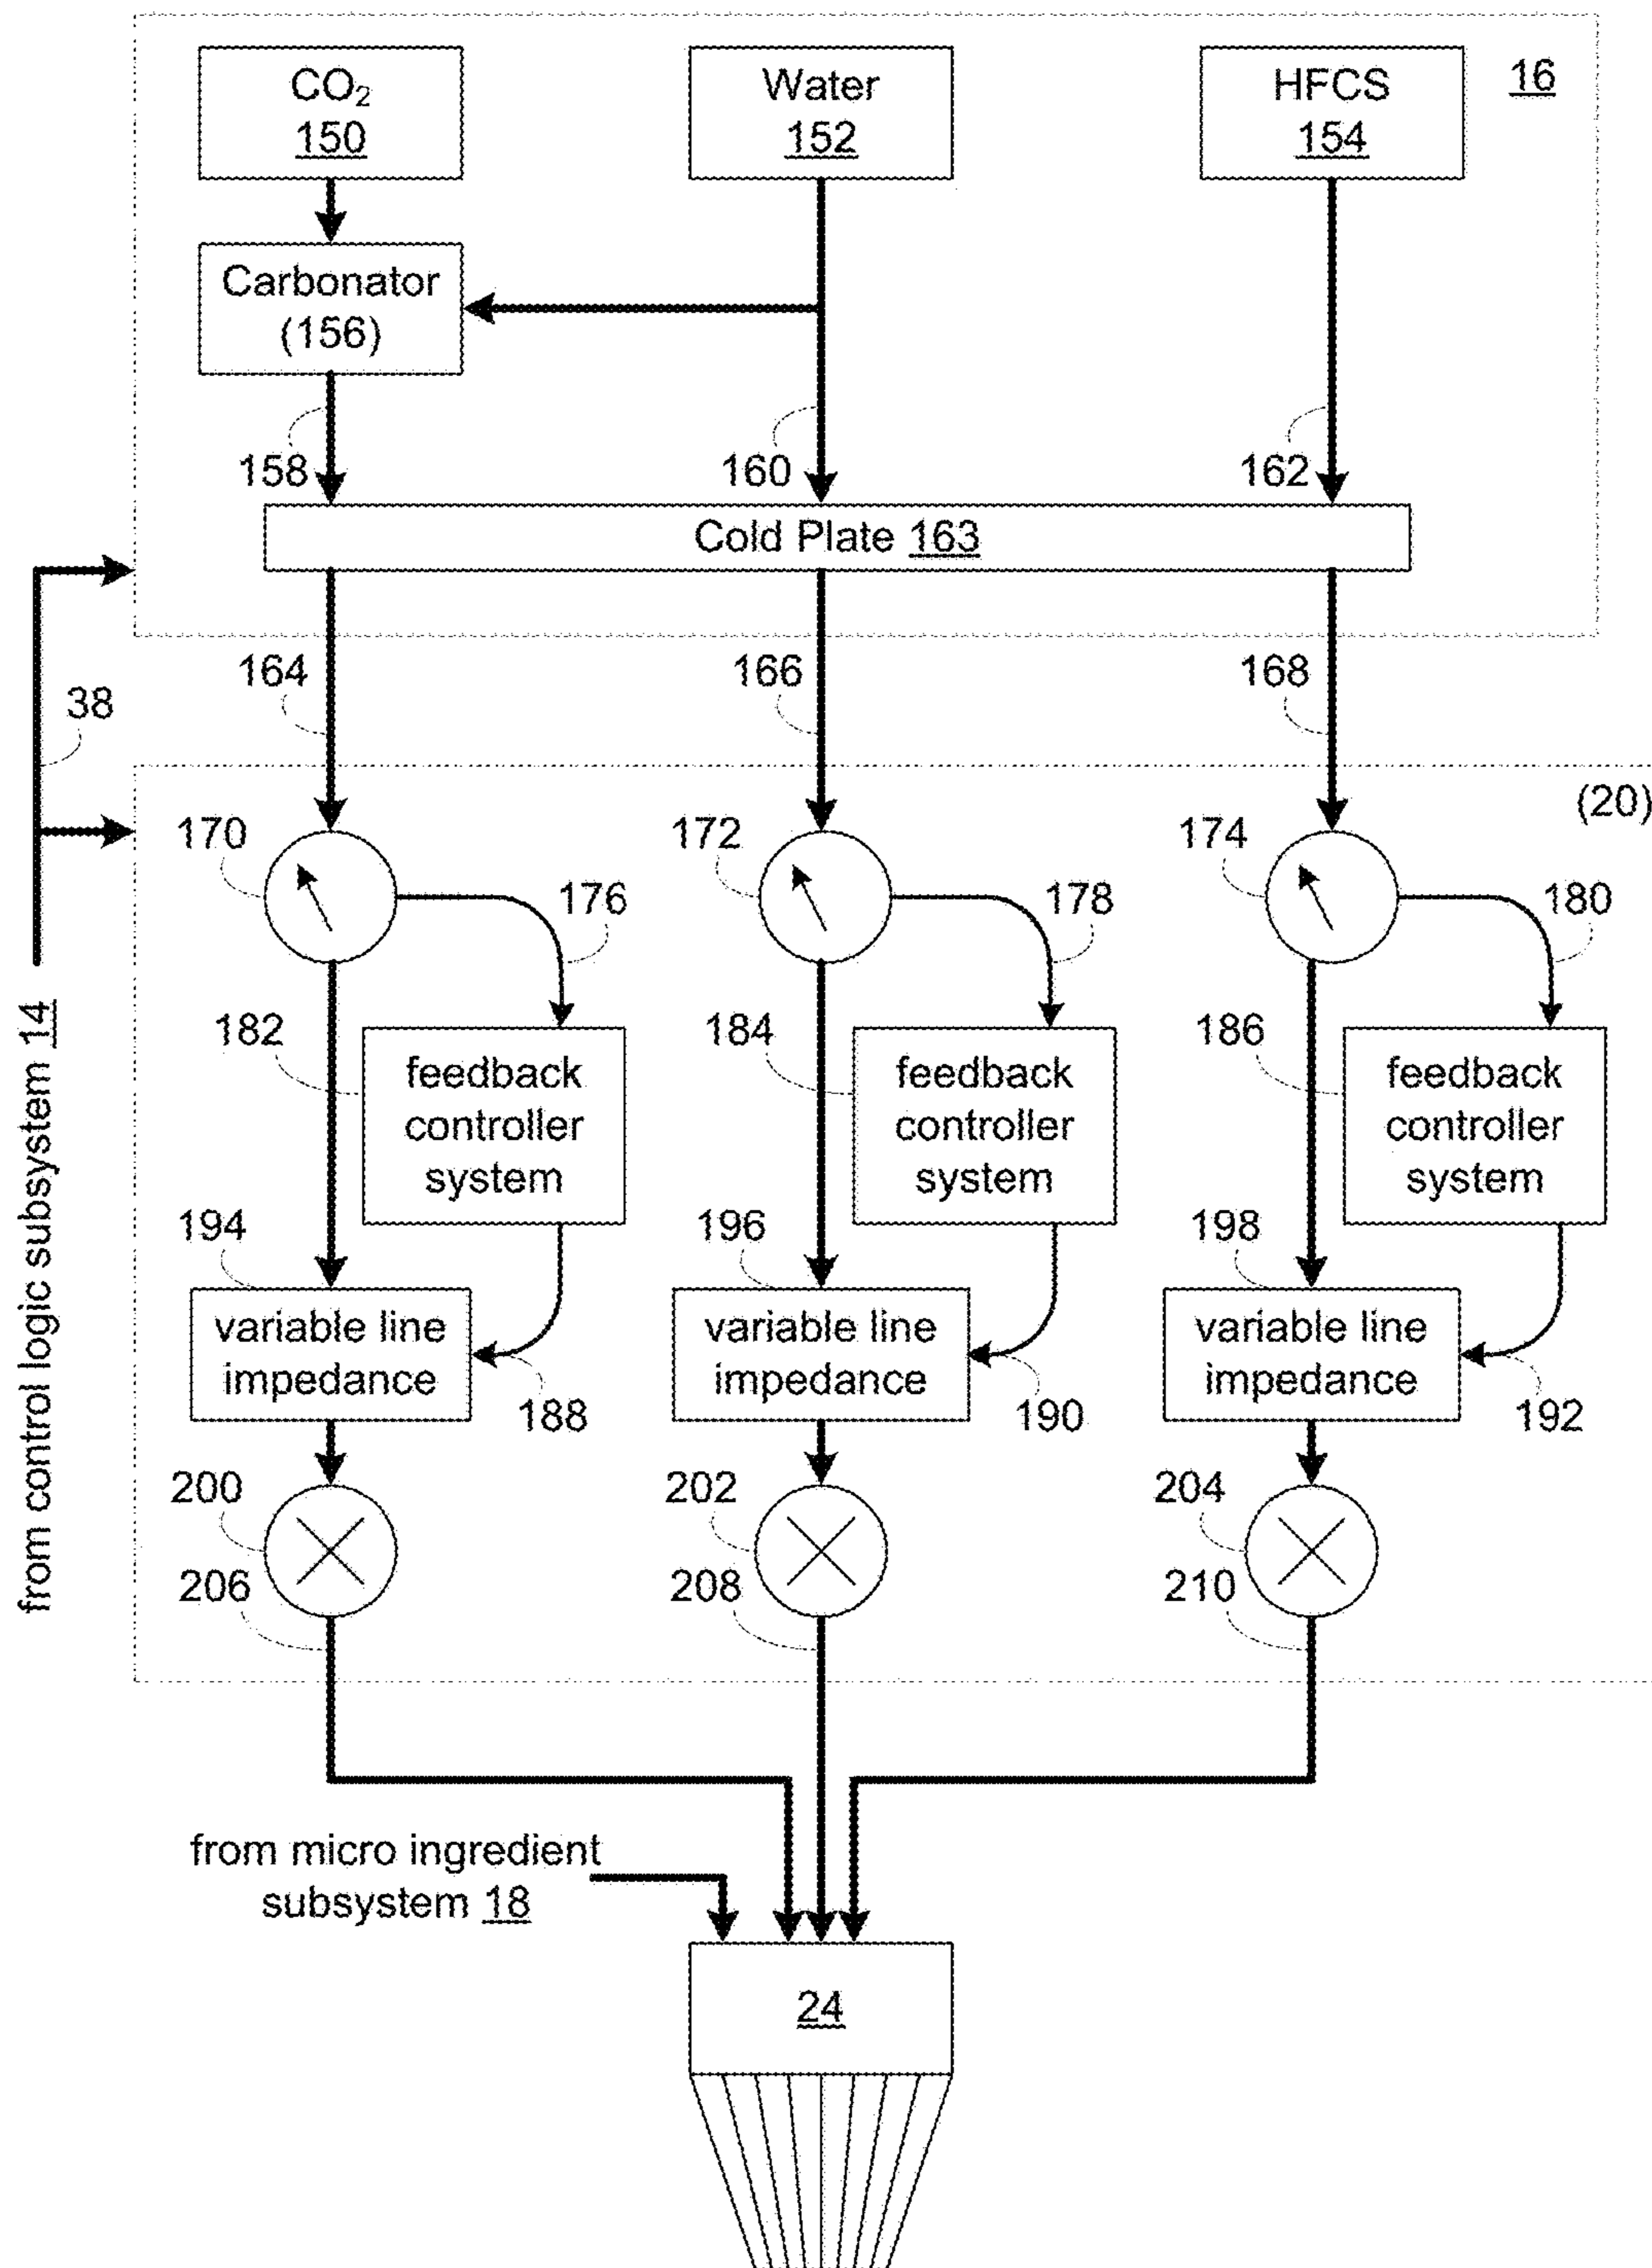 CO₂
150
Water
152
HFCS
154
16
Carbonator
(156)
158
160
162
Cold Plate 163
164
166
168
38
(20)
170
172
174
176
178
180
from control logic subsystem 14
182
feedback
controller
system
184
feedback
controller
system
186
feedback
controller
system
194
196
198
variable line
impedance
variable line
impedance
variable line
impedance
188
190
192
200
202
204
206
208
210
from micro ingredient
subsystem 18
24